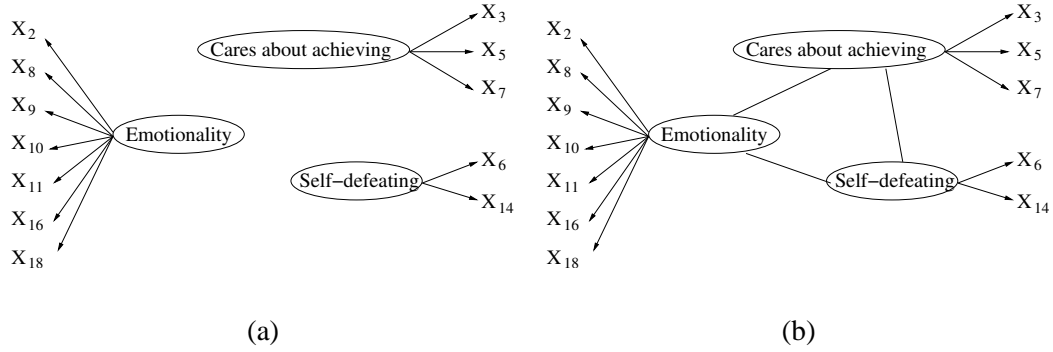 X2
X8
X9
X10
X11
X16
X18
Emotionality
Cares about achieving
X3
X5
X7
Self−defeating
X6
X14
(a)
X2
X8
X9
X10
X11
X16
X18
Emotionality
Cares about achieving
X3
X5
X7
Self−defeating
X6
X14
(b)